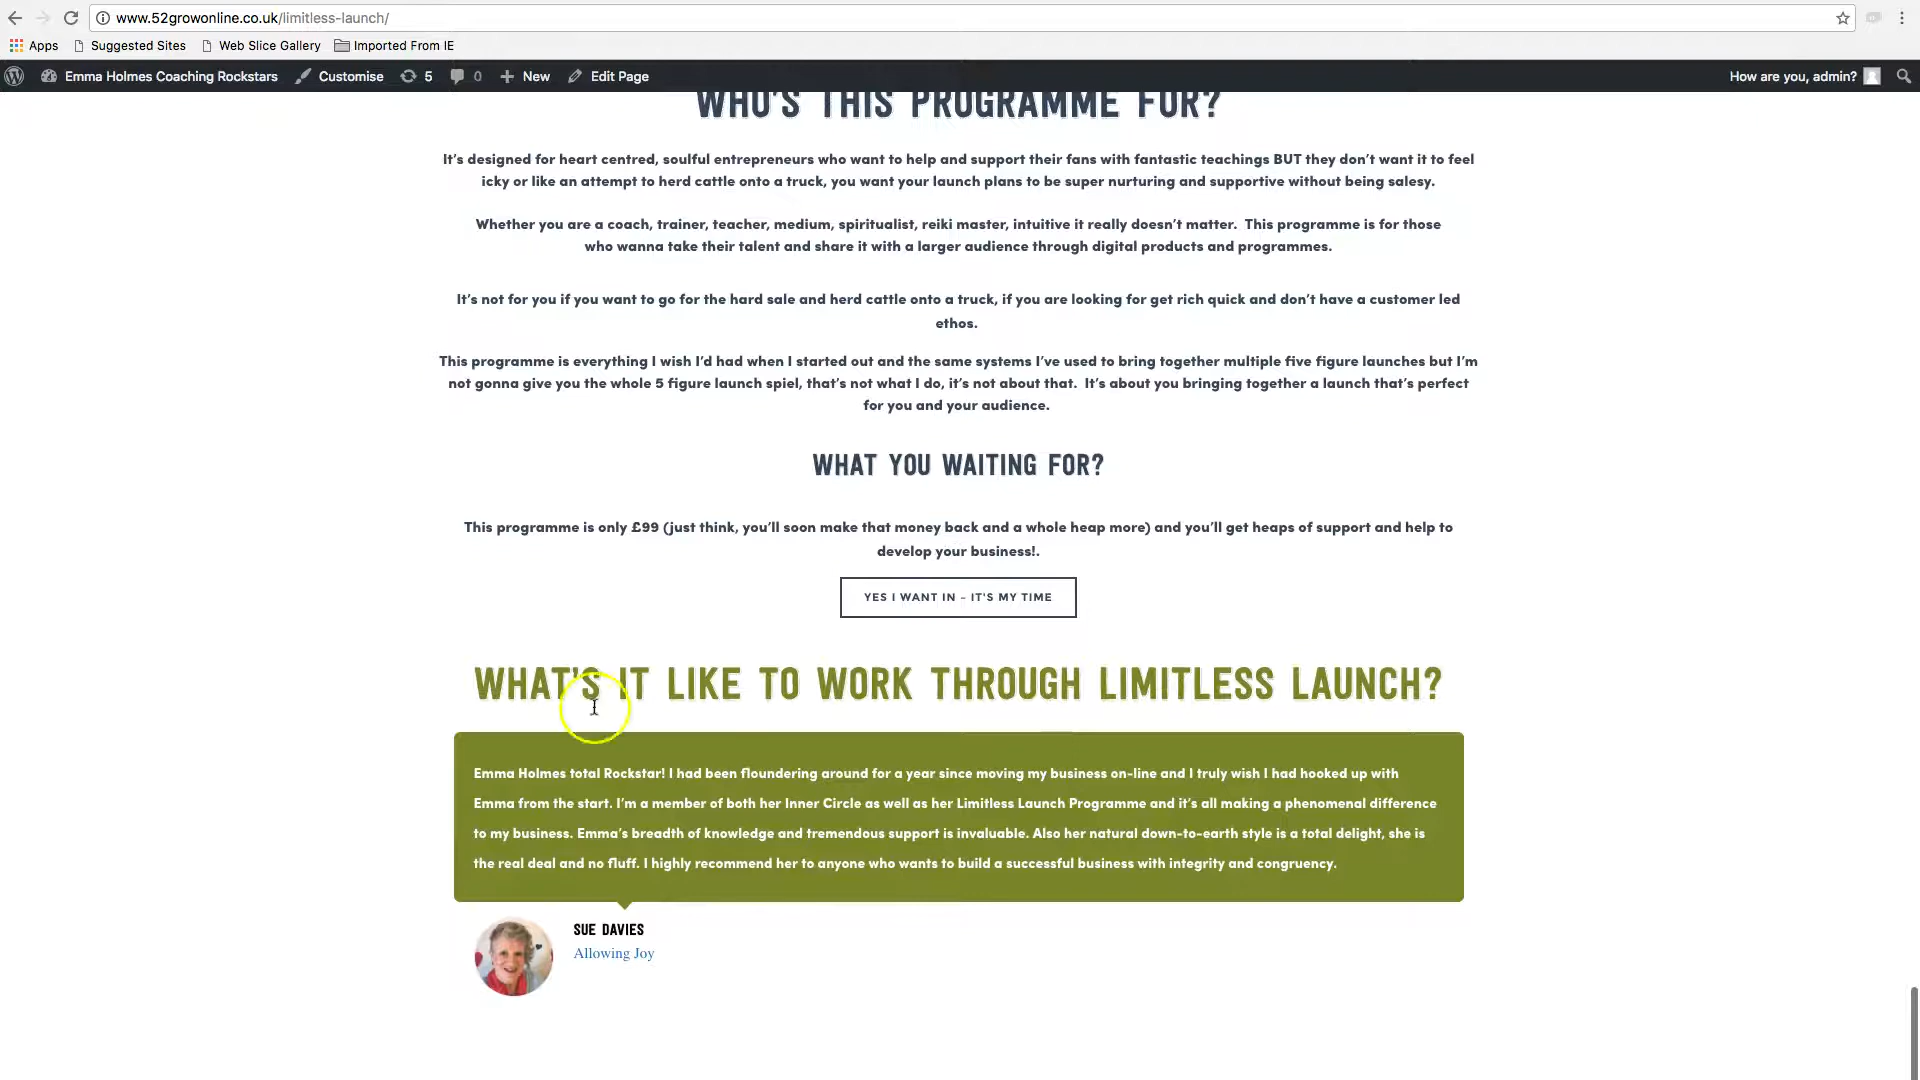 www.52growonline.co.uk/limitless-launch/
Apps Suggested Sites Web Slice Gallery Imported From IE
Emma Holmes Coaching Rockstars Customise 5 0 New Edit Page How are you, admin?
WHO'S THIS PROGRAMME FOR?
It's designed for heart centred, soulful entrepreneurs who want to help and support their fans with fantastic teachings BUT they don't want it to feel
icky or like an attempt to herd cattle onto a truck, you want your launch plans to be super nurturing and supportive without being salesy.
Whether you are a coach, trainer, teacher, medium, spiritualist, reiki master, intuitive it really doesn't matter. This programme is for those
who wanna take their talent and share it with a larger audience through digital products and programmes.
It's not for you if you want to go for the hard sale and herd cattle onto a truck, if you are looking for get rich quick and don't have a customer led
ethos.
This programme is everything I wish I'd had when I started out and the same systems I've used to bring together multiple five figure launches but I'm
not gonna give you the whole 5 figure launch spiel, that's not what I do, it's not about that. It's about you bringing together a launch that's perfect
for you and your audience.
WHAT YOU WAITING FOR?
This programme is only £99 (just think, you'll soon make that money back and a whole heap more) and you'll get heaps of support and help to
develop your business!.
YES I WANT IN - IT'S MY TIME
WHAT'S IT LIKE TO WORK THROUGH LIMITLESS LAUNCH?
Emma Holmes total Rockstar! I had been floundering around for a year since moving my business on-line and I truly wish I had hooked up with
Emma from the start. I'm a member of both her Inner Circle as well as her Limitless Launch Programme and it's all making a phenomenal difference
to my business. Emma's breadth of knowledge and tremendous support is invaluable. Also her natural down-to-earth style is a total delight, she is
the real deal and no fluff. I highly recommend her to anyone who wants to build a successful business with integrity and congruency.
SUE DAVIES
Allowing Joy